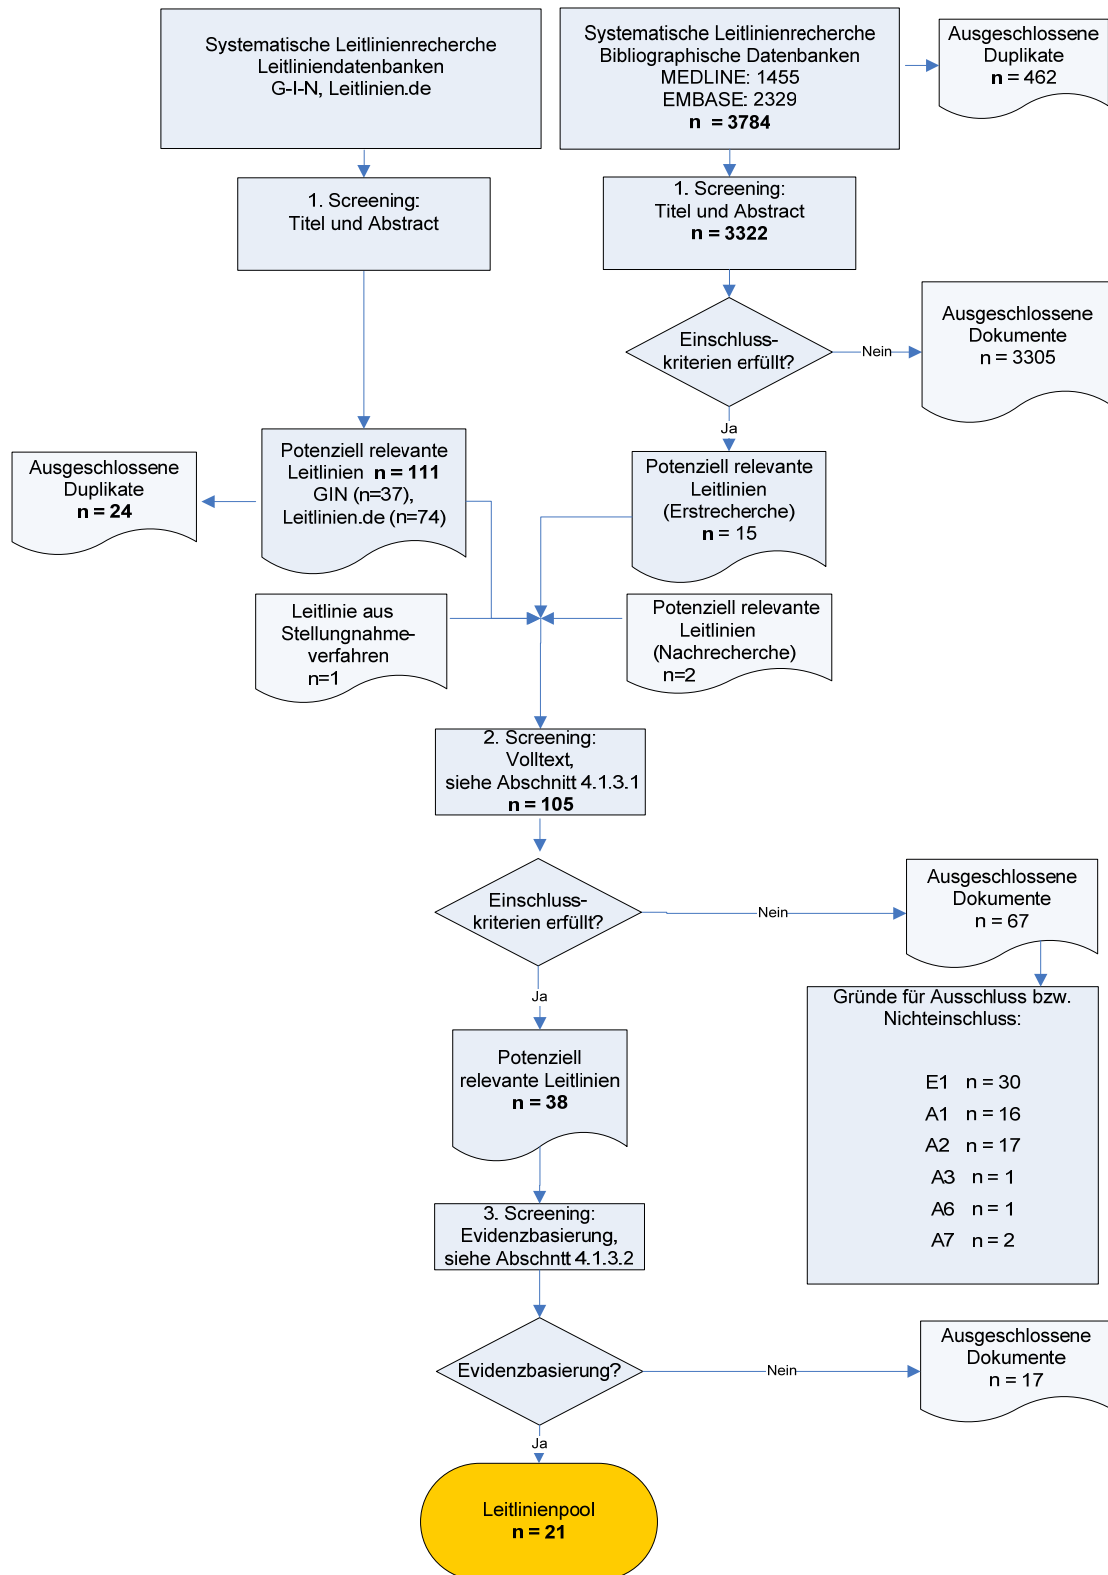 Systematische Leitlinienrecherche
Leitliniendatenbanken
G-I-N, Leitlinien.de
Systematische Leitlinienrecherche
Bibliographische Datenbanken
MEDLINE: 1455
EMBASE: 2329
n = 3784
Ausgeschlossene
Duplikate
n = 462
1. Screening:
Titel und Abstract
1. Screening:
Titel und Abstract
n = 3322
Einschluss-
kriterien erfüllt?
Nein
Ausgeschlossene
Dokumente
n = 3305
Ja
Ausgeschlossene
Duplikate
n = 24
Potenziell relevante
Leitlinien n = 111
GIN (n=37),
Leitlinien.de (n=74)
Potenziell relevante
Leitlinien
(Erstrecherche)
n = 15
Leitlinie aus
Stellungnahme-
verfahren
n=1
Potenziell relevante
Leitlinien
(Nachrecherche)
n=2
2. Screening:
Volltext,
siehe Abschnitt 4.1.3.1
n = 105
Einschluss-
kriterien erfüllt?
Nein
Ausgeschlossene
Dokumente
n = 67
Ja
Gründe für Ausschluss bzw.
Nichteinschluss:
E1 n = 30
A1 n = 16
A2 n = 17
A3 n = 1
A6 n = 1
A7 n = 2
Potenziell
relevante Leitlinien
n = 38
3. Screening:
Evidenzbasierung,
siehe Abschntt 4.1.3.2
Evidenzbasierung?
Nein
Ausgeschlossene
Dokumente
n = 17
Ja
Leitlinienpool
n = 21